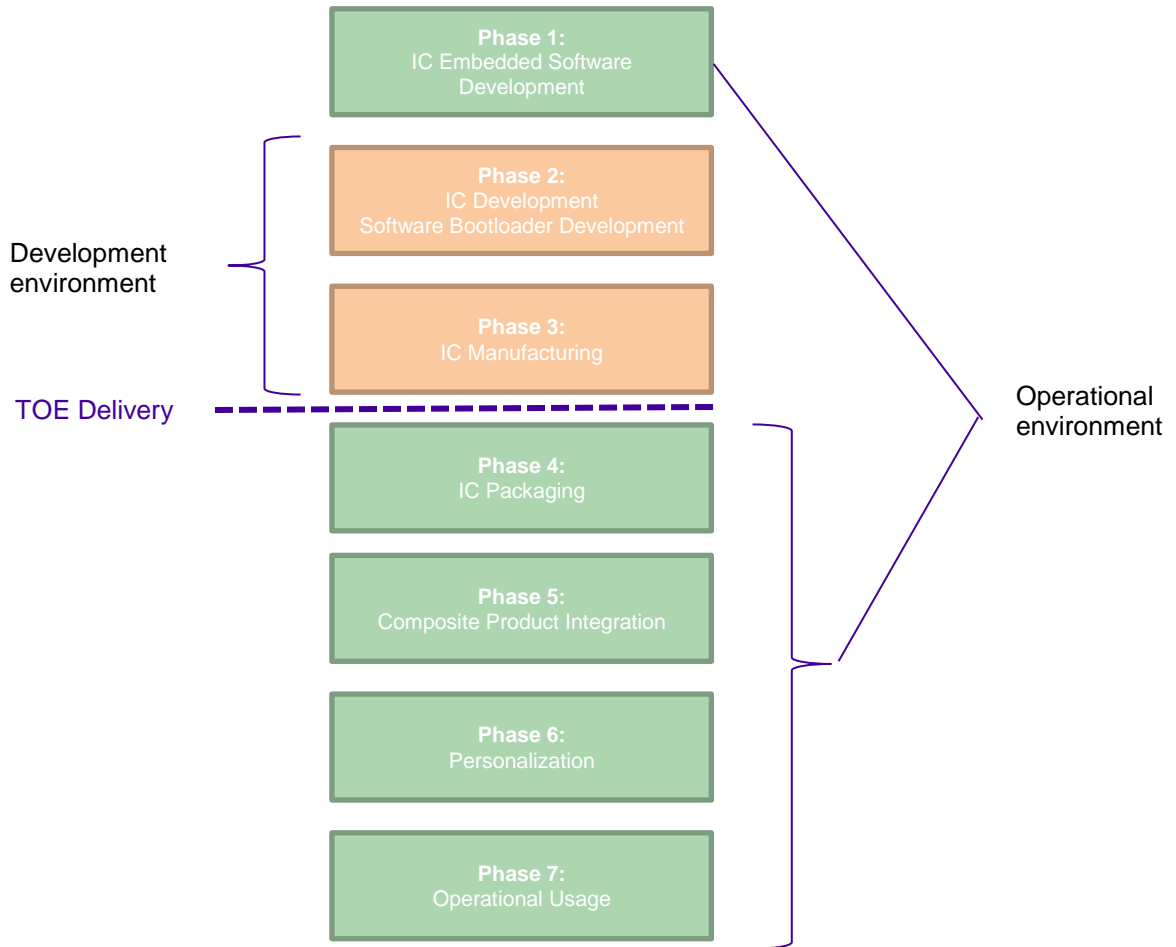 Phase 1:
IC Embedded Software
Development
Phase 2:
IC Development
Software Bootloader Development
Development
environment
Phase 3:
IC Manufacturing
TOE Delivery
Operational
environment
Phase 4:
IC Packaging
Phase 5:
Composite Product Integration
Phase 6:
Personalization
Phase 7:
Operational Usage